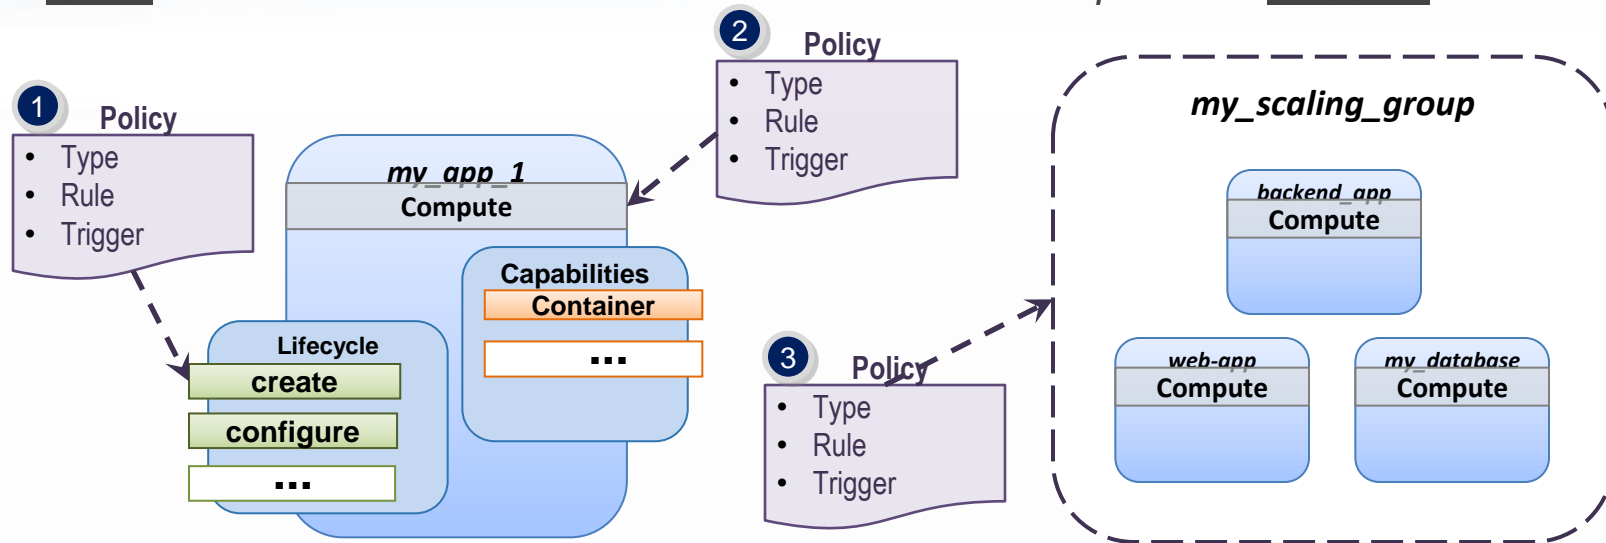 1
Policy
• Type
• Rule
• Trigger
my_app_1
Compute
Capabilities
Container
...
Lifecycle
create
configure
...
2
Policy
• Type
• Rule
• Trigger
3
Policy
• Type
• Rule
• Trigger
my_scaling_group
backend_app
Compute
web-app
Compute
my_database
Compute